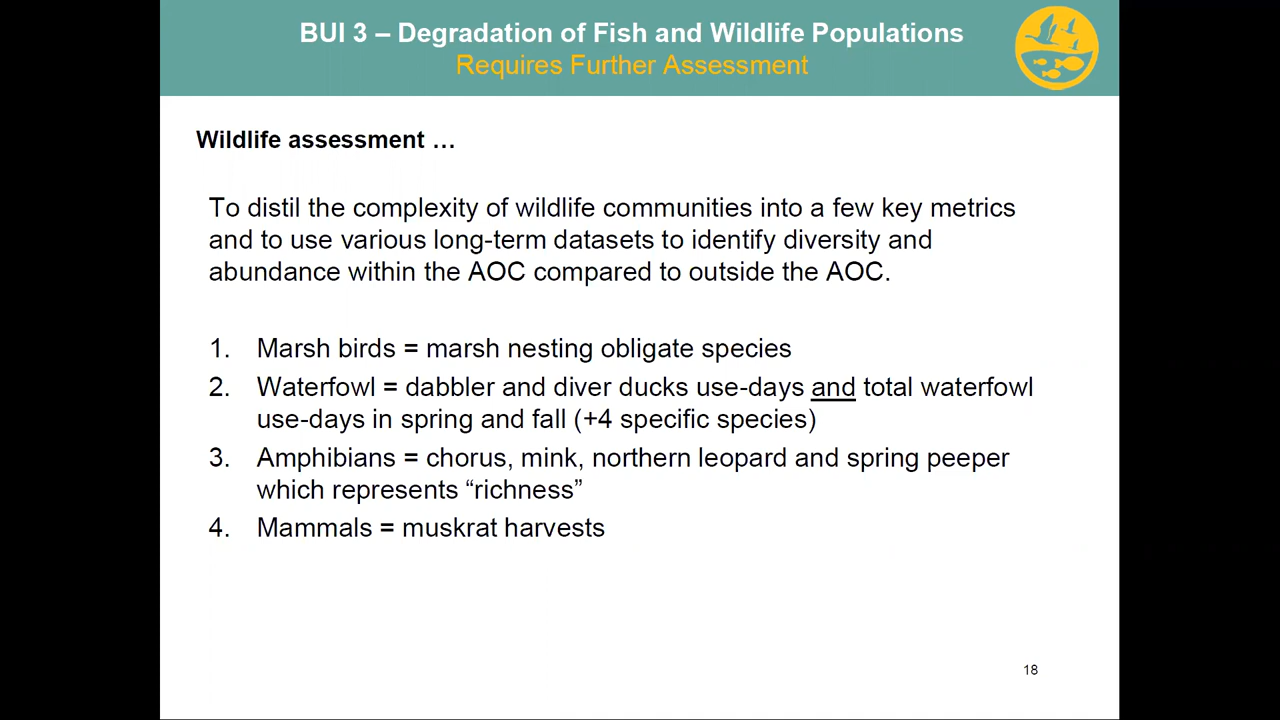 BUI 3 – Degradation of Fish and Wildlife Populations
Requires Further Assessment
Wildlife assessment …
To distil the complexity of wildlife communities into a few key metrics
and to use various long-term datasets to identify diversity and
abundance within the AOC compared to outside the AOC.
1. Marsh birds = marsh nesting obligate species
2. Waterfowl = dabbler and diver ducks use-days and total waterfowl
use-days in spring and fall (+4 specific species)
3. Amphibians = chorus, mink, northern leopard and spring peeper
which represents “richness”
4. Mammals = muskrat harvests
18